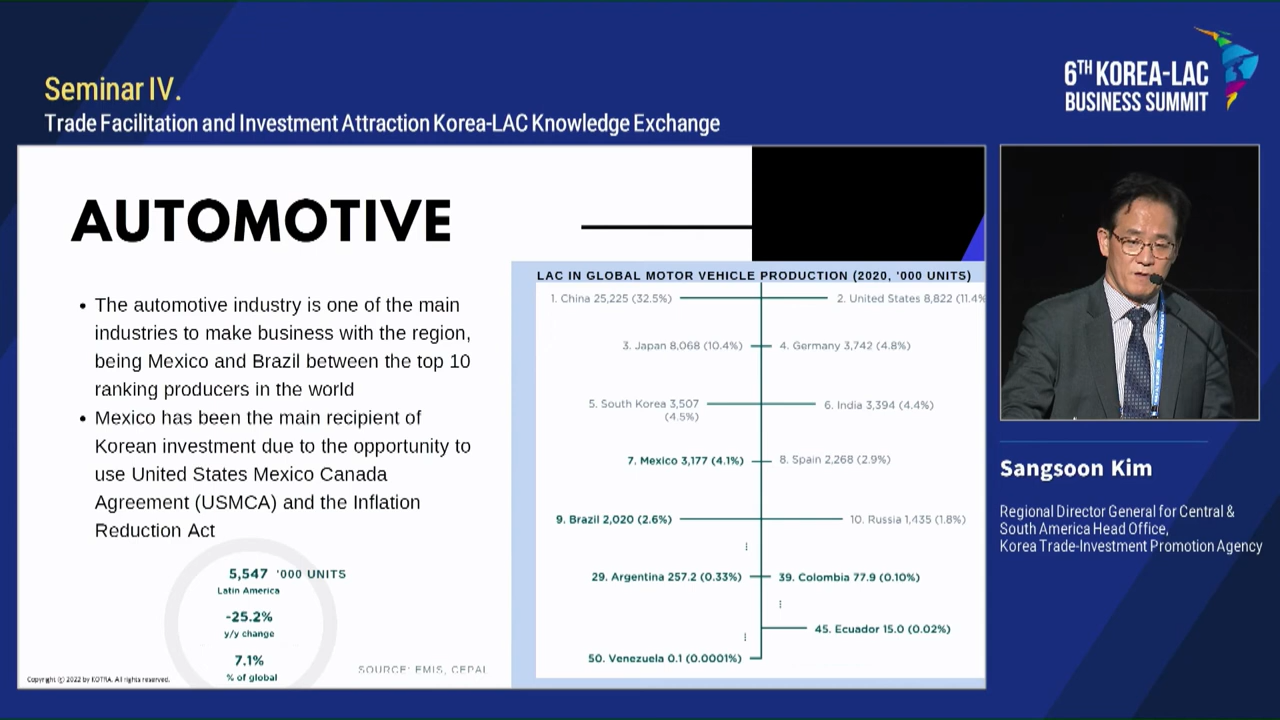 Seminar IV.
Trade Facilitation and Investment Attraction Korea-LAC Knowledge Exchange
6TH KOREA-LAC
BUSINESS SUMMIT
AUTOMOTIVE
• The automotive industry is one of the main
industries to make business with the region,
being Mexico and Brazil between the top 10
ranking producers in the world
• Mexico has been the main recipient of
Korean investment due to the opportunity to
use United States Mexico Canada
Agreement (USMCA) and the Inflation
Reduction Act
5,547 '000 UNITS
Latin America
-25.2%
y/y change
7.1%
% of global
SOURCE: EMIS, CEPAL
Copyright ⓒ 2022 by KOTRA. All rights reserved.
LAC IN GLOBAL MOTOR VEHICLE PRODUCTION (2020, '000 UNITS)
1. China 25,225 (32.5%)
2. United States 8,822 (11.4%
3. Japan 8,068 (10.4%)
4. Germany 3,742 (4.8%)
5. South Korea 3,507
(4.5%)
6. India 3,394 (4.4%)
7. Mexico 3,177 (4.1%)
8. Spain 2,268 (2.9%)
9. Brazil 2,020 (2.6%)
10. Russia 1,435 (1.8%)
29. Argentina 257.2 (0.33%)
39. Colombia 77.9 (0.10%)
45. Ecuador 15.0 (0.02%)
50. Venezuela 0.1 (0.0001%)
Sangsoon Kim
Regional Director General for Central &
South America Head Office,
Korea Trade-Investment Promotion Agency